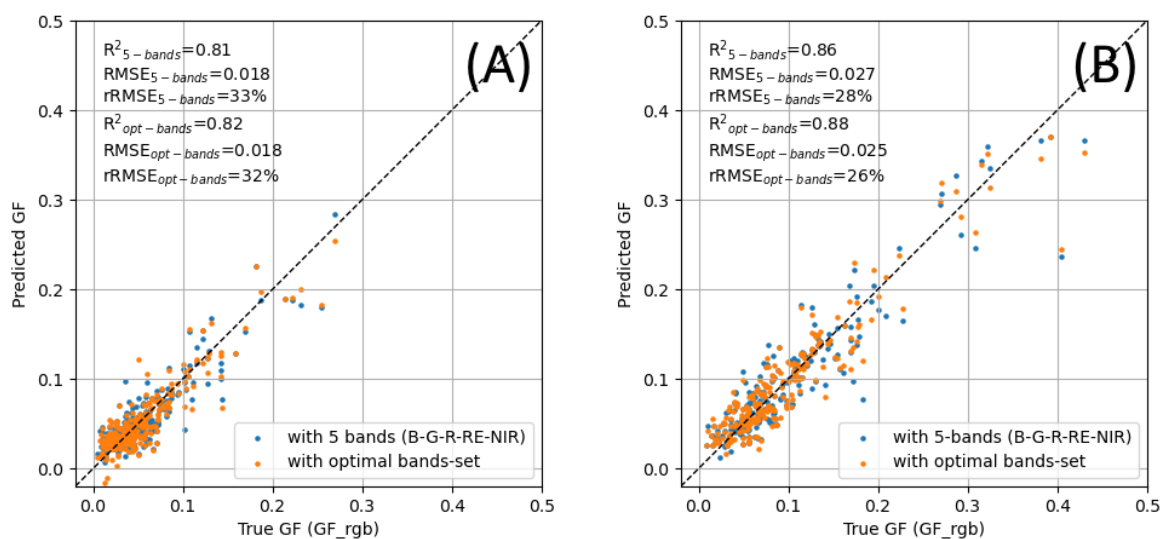 0.5
0.4
0.3
0.2
0.1
0.0
Predicted GF
R²5−bands=0.81
RMSE5−bands=0.018
rRMSE5−bands=33%
R²opt−bands=0.82
RMSEopt−bands=0.018
rRMSEopt−bands=32%
(A)
with 5 bands (B-G-R-RE-NIR)
with optimal bands-set
0.0 0.1 0.2 0.3 0.4 0.5
True GF (GF_rgb)
0.5
0.4
0.3
0.2
0.1
0.0
Predicted GF
R²5−bands=0.86
RMSE5−bands=0.027
rRMSE5−bands=28%
R²opt−bands=0.88
RMSEopt−bands=0.025
rRMSEopt−bands=26%
(B)
with 5-bands (B-G-R-RE-NIR)
with optimal bands-set
0.0 0.1 0.2 0.3 0.4 0.5
True GF (GF_rgb)